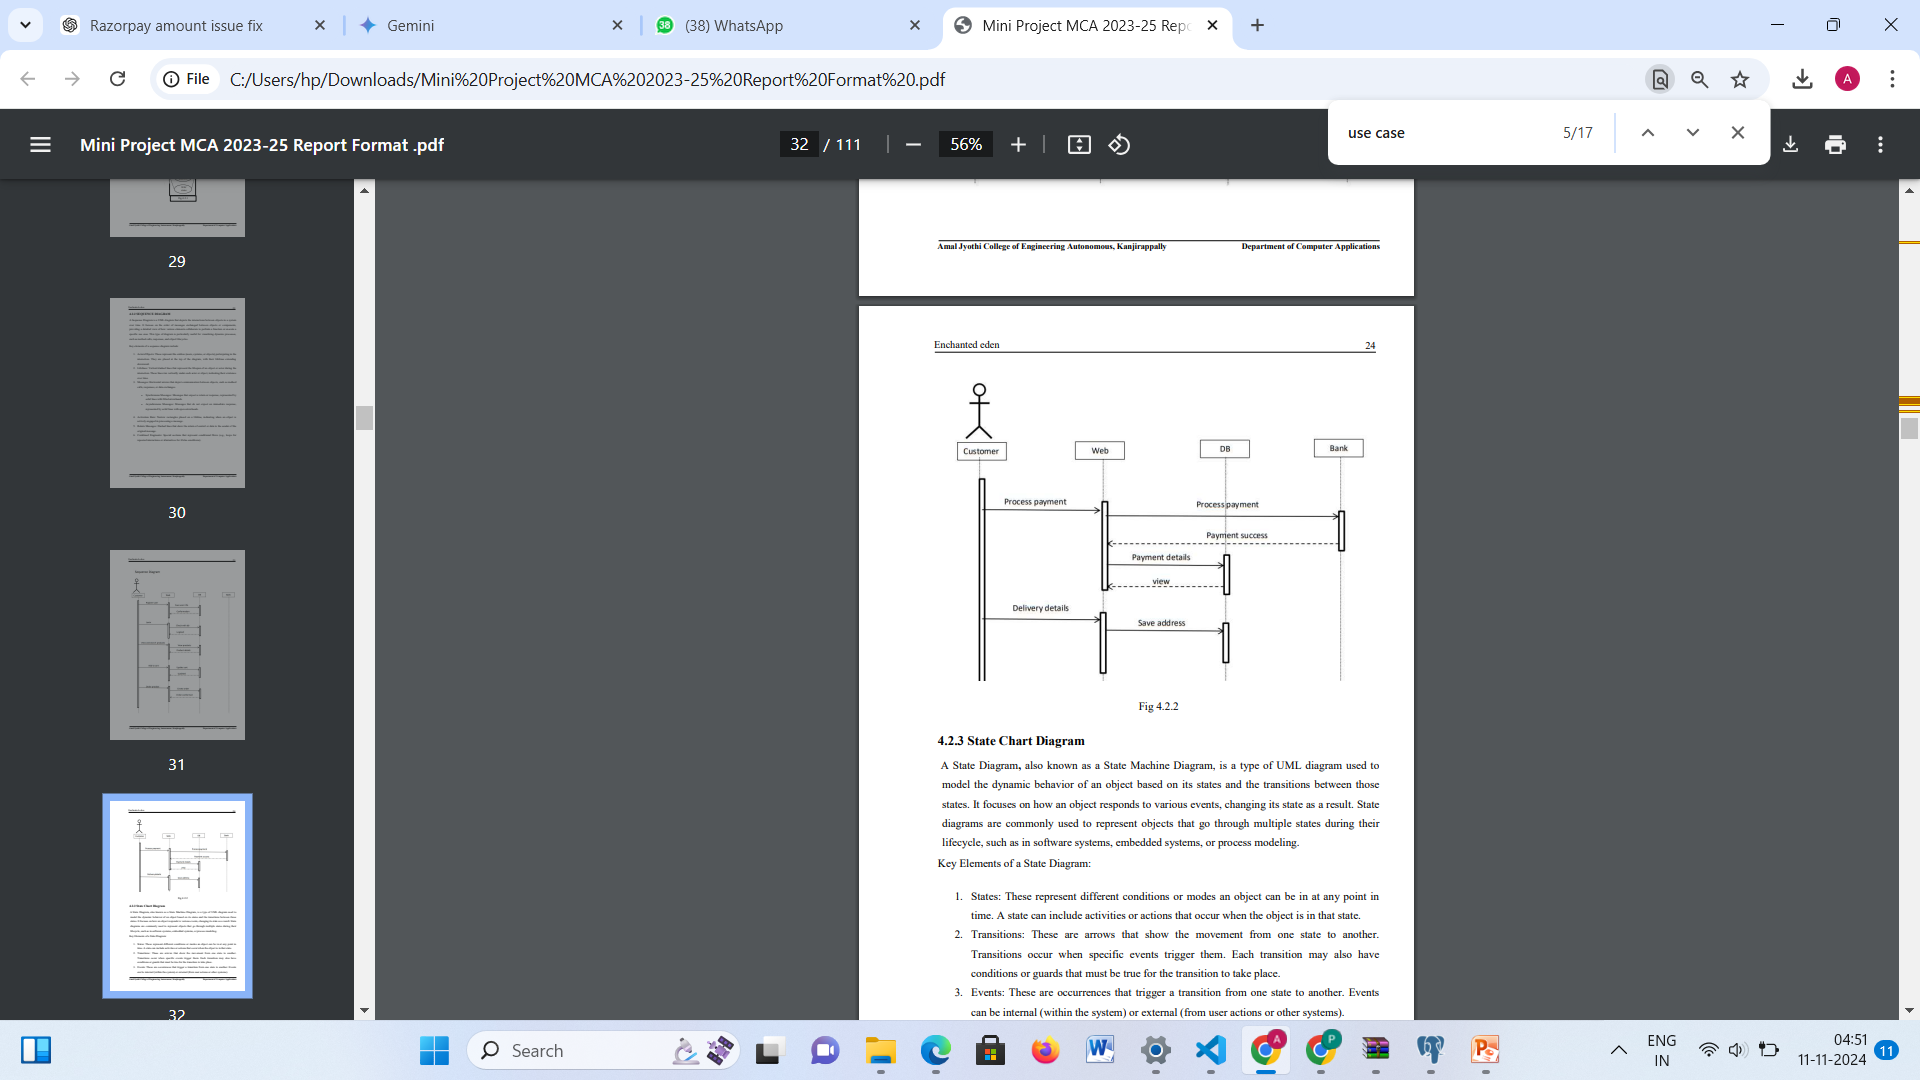 Razorpay amount issue fix
Gemini
38
(38) WhatsApp
Mini Project MCA 2023-25 Repo
File
C:/Users/hp/Downloads/Mini%20Project%20MCA%202023-25%20Report%20Format%20.pdf
A
use case
5/17
Mini Project MCA 2023-25 Report Format .pdf
32 / 111
56%
29
30
31
32
Amal Jyothi College of Engineering Autonomous, Kanjirappally Department of Computer Applications
Enchanted eden 24
Customer Web DB Bank
Process payment
Process payment
Payment success
Payment details
view
Delivery details
Save address
Fig 4.2.2
4.2.3 State Chart Diagram
A State Diagram, also known as a State Machine Diagram, is a type of UML diagram used to
model the dynamic behavior of an object based on its states and the transitions between those
states. It focuses on how an object responds to various events, changing its state as a result. State
diagrams are commonly used to represent objects that go through multiple states during their
lifecycle, such as in software systems, embedded systems, or process modeling.
Key Elements of a State Diagram:
1. States: These represent different conditions or modes an object can be in at any point in
time. A state can include activities or actions that occur when the object is in that state.
2. Transitions: These are arrows that show the movement from one state to another.
Transitions occur when specific events trigger them. Each transition may also have
conditions or guards that must be true for the transition to take place.
3. Events: These are occurrences that trigger a transition from one state to another. Events
can be internal (within the system) or external (from user actions or other systems).
Search
A
P
ENG
IN
04:51
11-11-2024
11